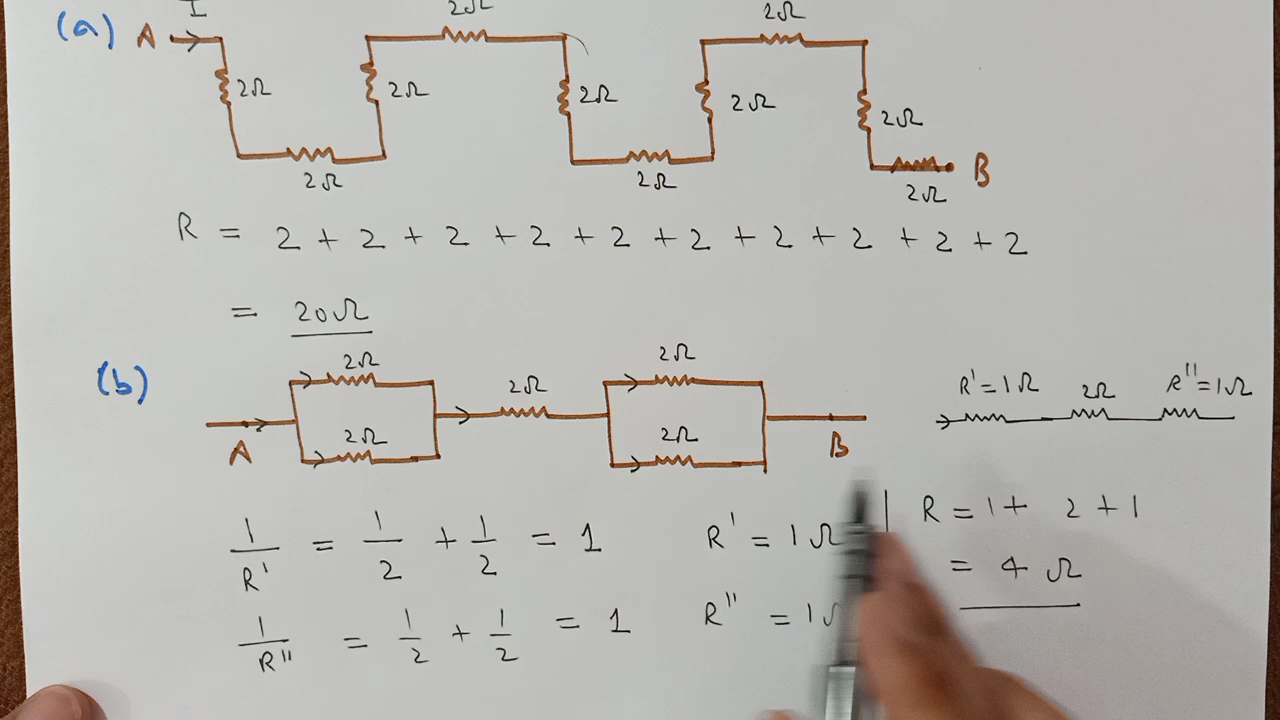 (a) A I
2Ω 2Ω
2Ω 2Ω 2Ω 2Ω 2Ω
2Ω 2Ω 2Ω B
R = 2 + 2 + 2 + 2 + 2 + 2 + 2 + 2 + 2 + 2
= 20Ω
(b) 2Ω 2Ω 2Ω
2Ω 2Ω
A B
R' = 1Ω 2Ω R'' = 1Ω
1/R' = 1/2 + 1/2 = 1 R' = 1Ω
1/R'' = 1/2 + 1/2 = 1 R'' = 1Ω
R = 1 + 2 + 1
= 4 Ω